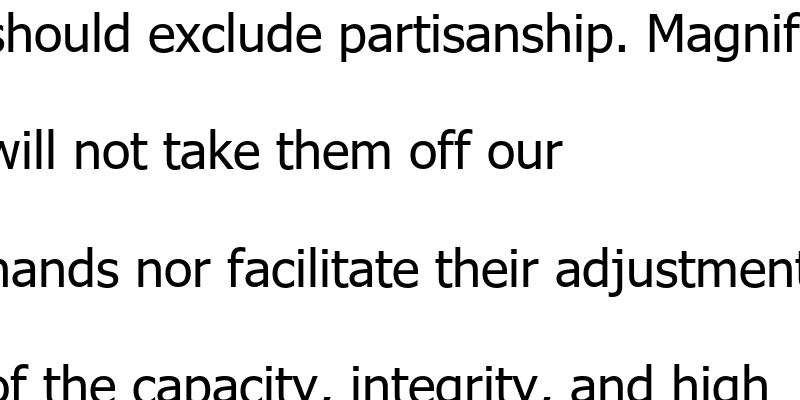 should exclude partisanship. Magnif
will not take them off our
hands nor facilitate their adjustment
of the capacity, integrity, and high